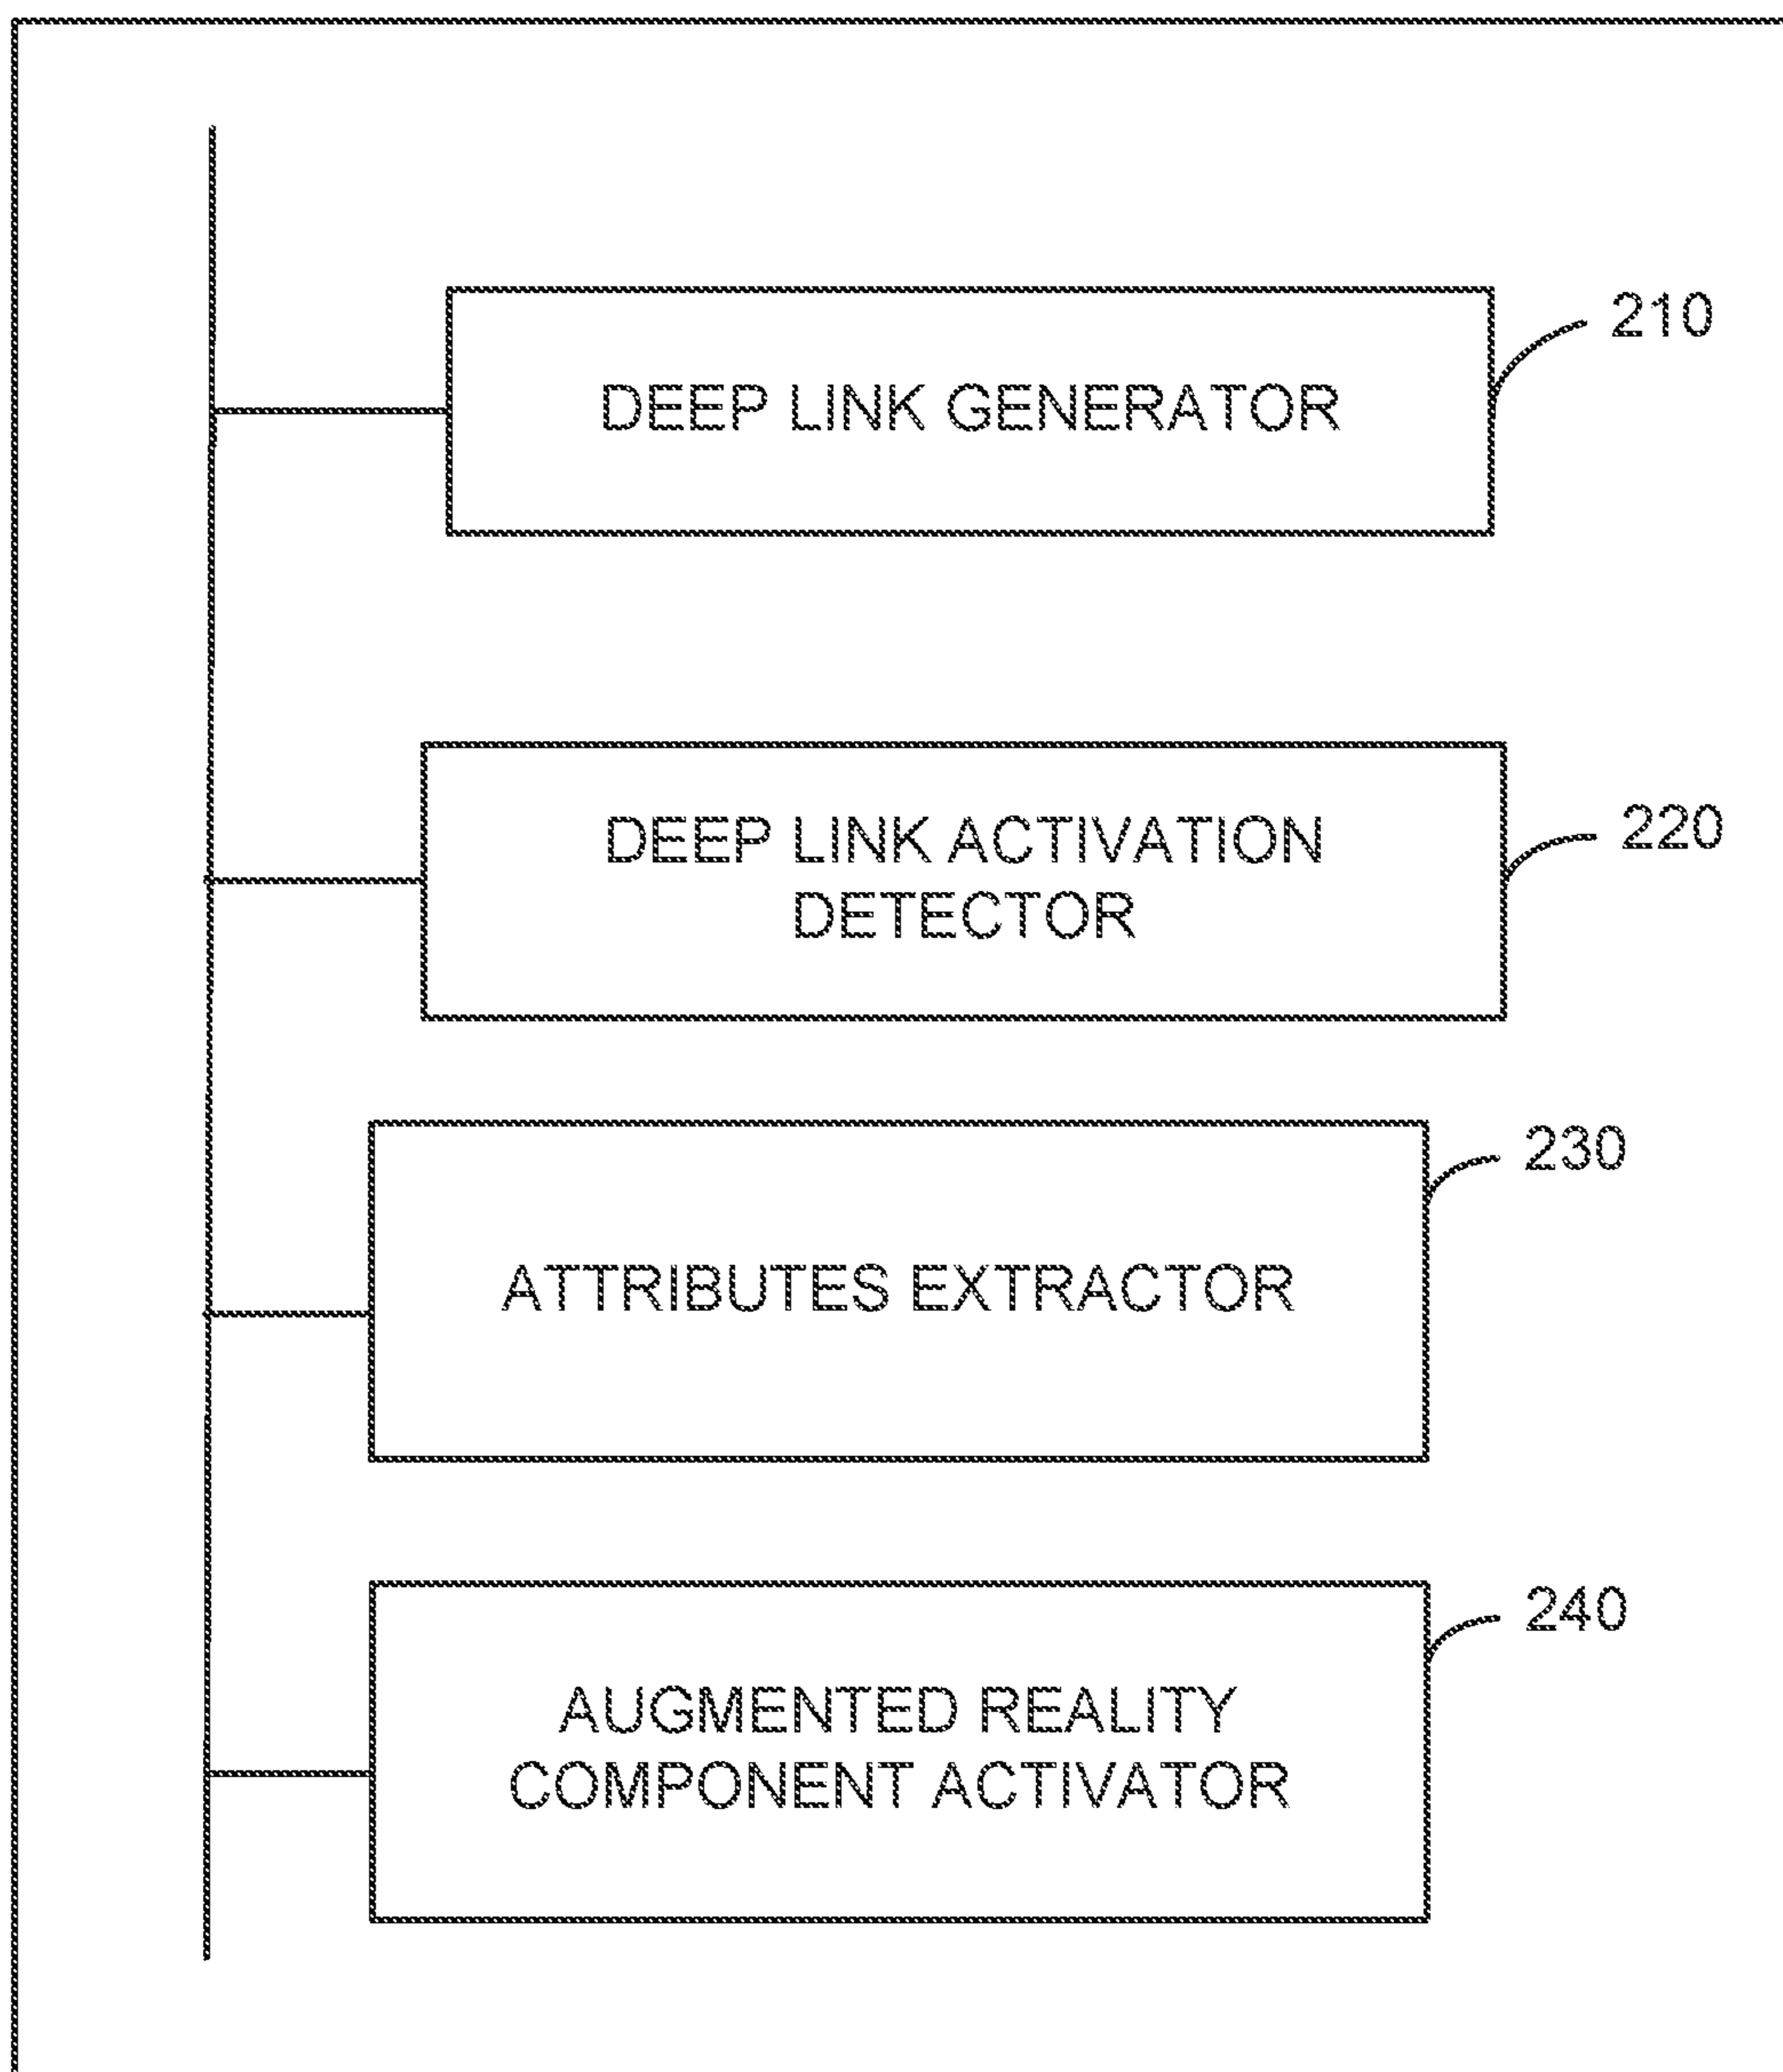 210
DEEP LINK GENERATOR
220
DEEP LINK ACTIVATION
DETECTOR
230
ATTRIBUTES EXTRACTOR
240
AUGMENTED REALITY
COMPONENT ACTIVATOR